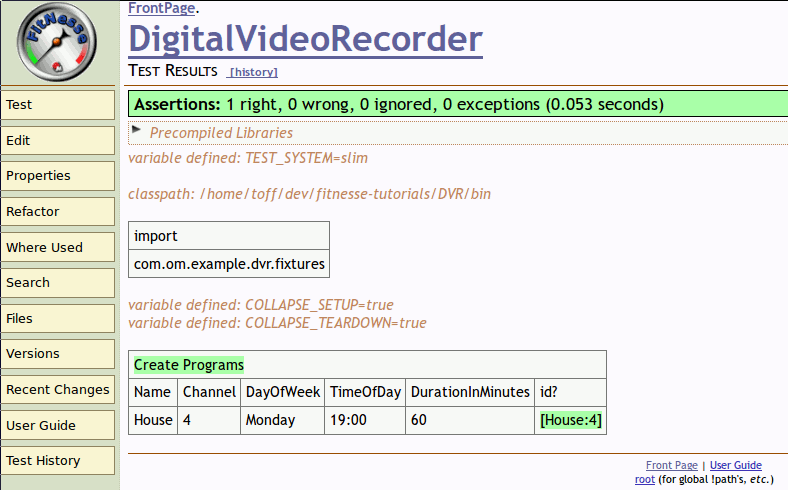 FitNesse
FrontPage.
DigitalVideoRecorder
TEST RESULTS [history]
Test
Edit
Properties
Refactor
Where Used
Search
Files
Versions
Recent Changes
User Guide
Test History
Assertions: 1 right, 0 wrong, 0 ignored, 0 exceptions (0.053 seconds)
Precompiled Libraries
variable defined: TEST_SYSTEM=slim
classpath: /home/toff/dev/fitnesse-tutorials/DVR/bin
import
com.om.example.dvr.fixtures
variable defined: COLLAPSE_SETUP=true
variable defined: COLLAPSE_TEARDOWN=true
Create Programs
Name Channel DayOfWeek TimeOfDay DurationInMinutes id?
House 4 Monday 19:00 60 [House:4]
Front Page | User Guide
root (for global !path's, etc.)